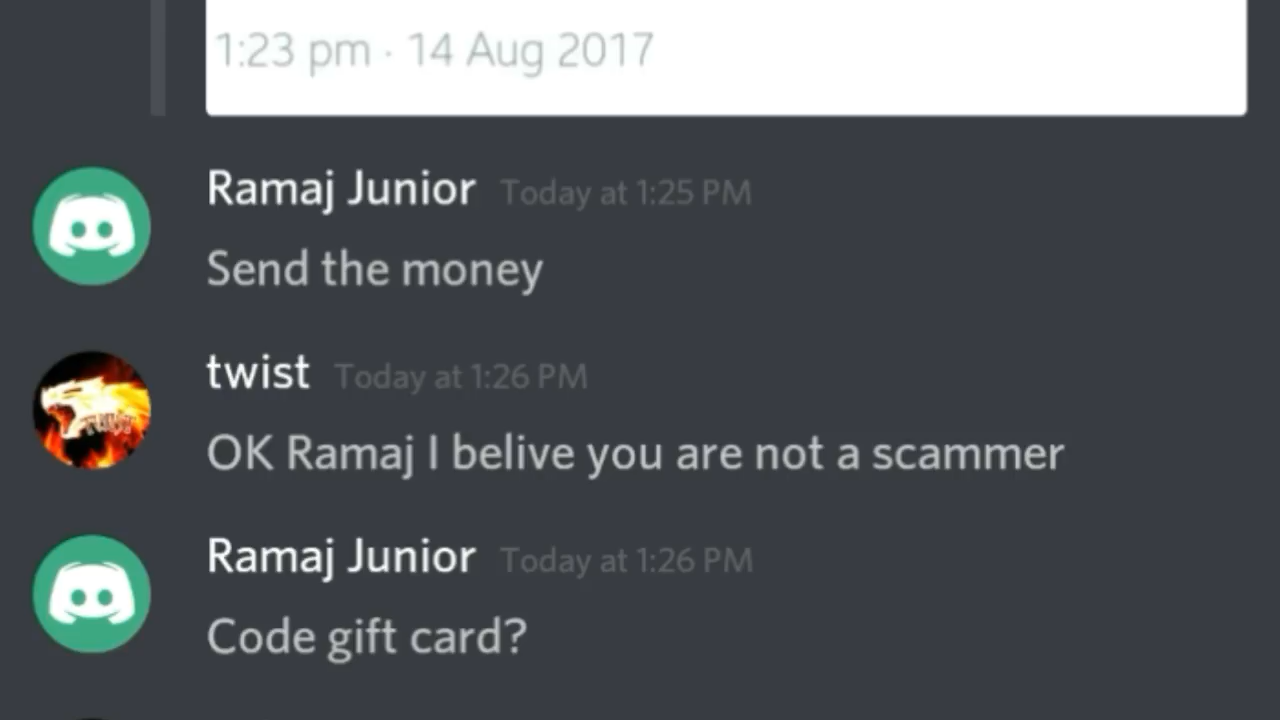 1:23 pm · 14 Aug 2017
Ramaj Junior Today at 1:25 PM
Send the money
twist Today at 1:26 PM
OK Ramaj I belive you are not a scammer
Ramaj Junior Today at 1:26 PM
Code gift card?